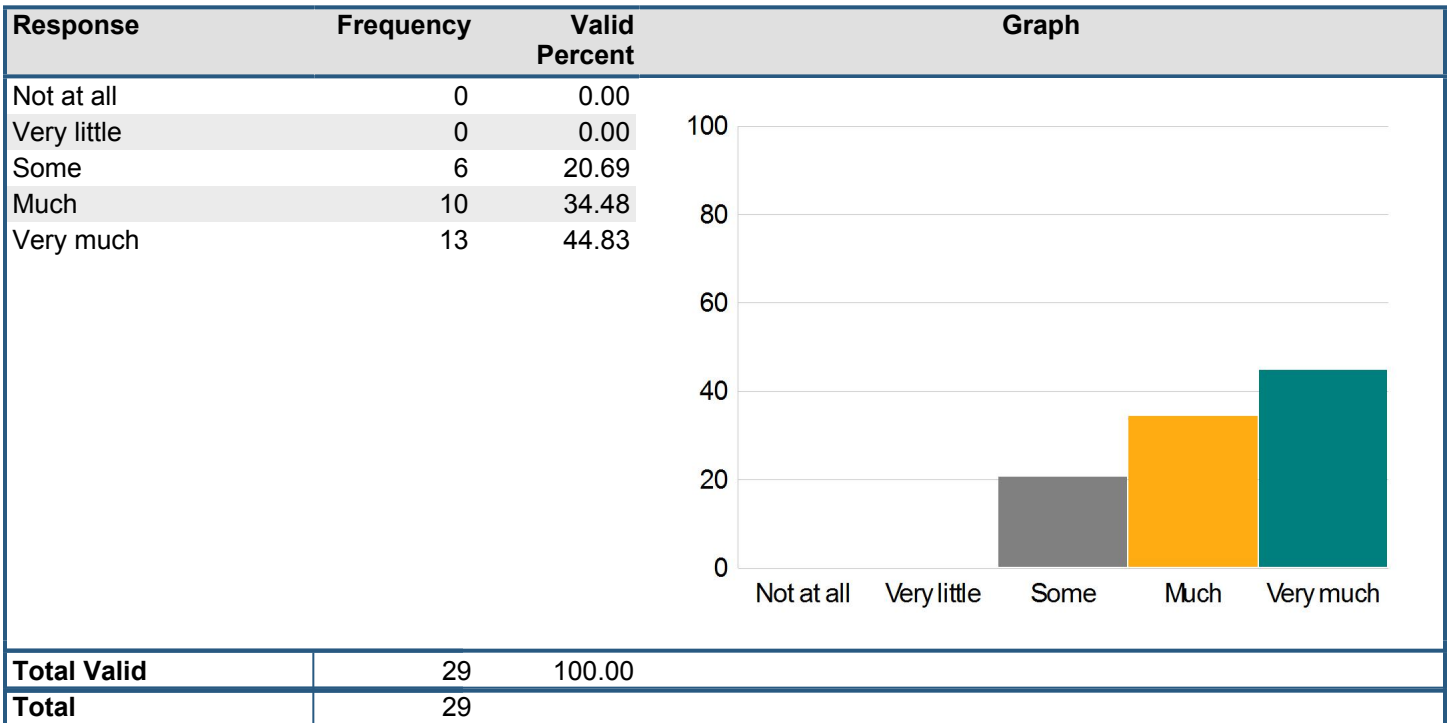 Response Frequency Valid Percent Graph
Not at all 0 0.00
Very little 0 0.00
Some 6 20.69
Much 10 34.48
Very much 13 44.83
100
80
60
40
20
0
Not at all Very little Some Much Very much
Total Valid 29 100.00
Total 29